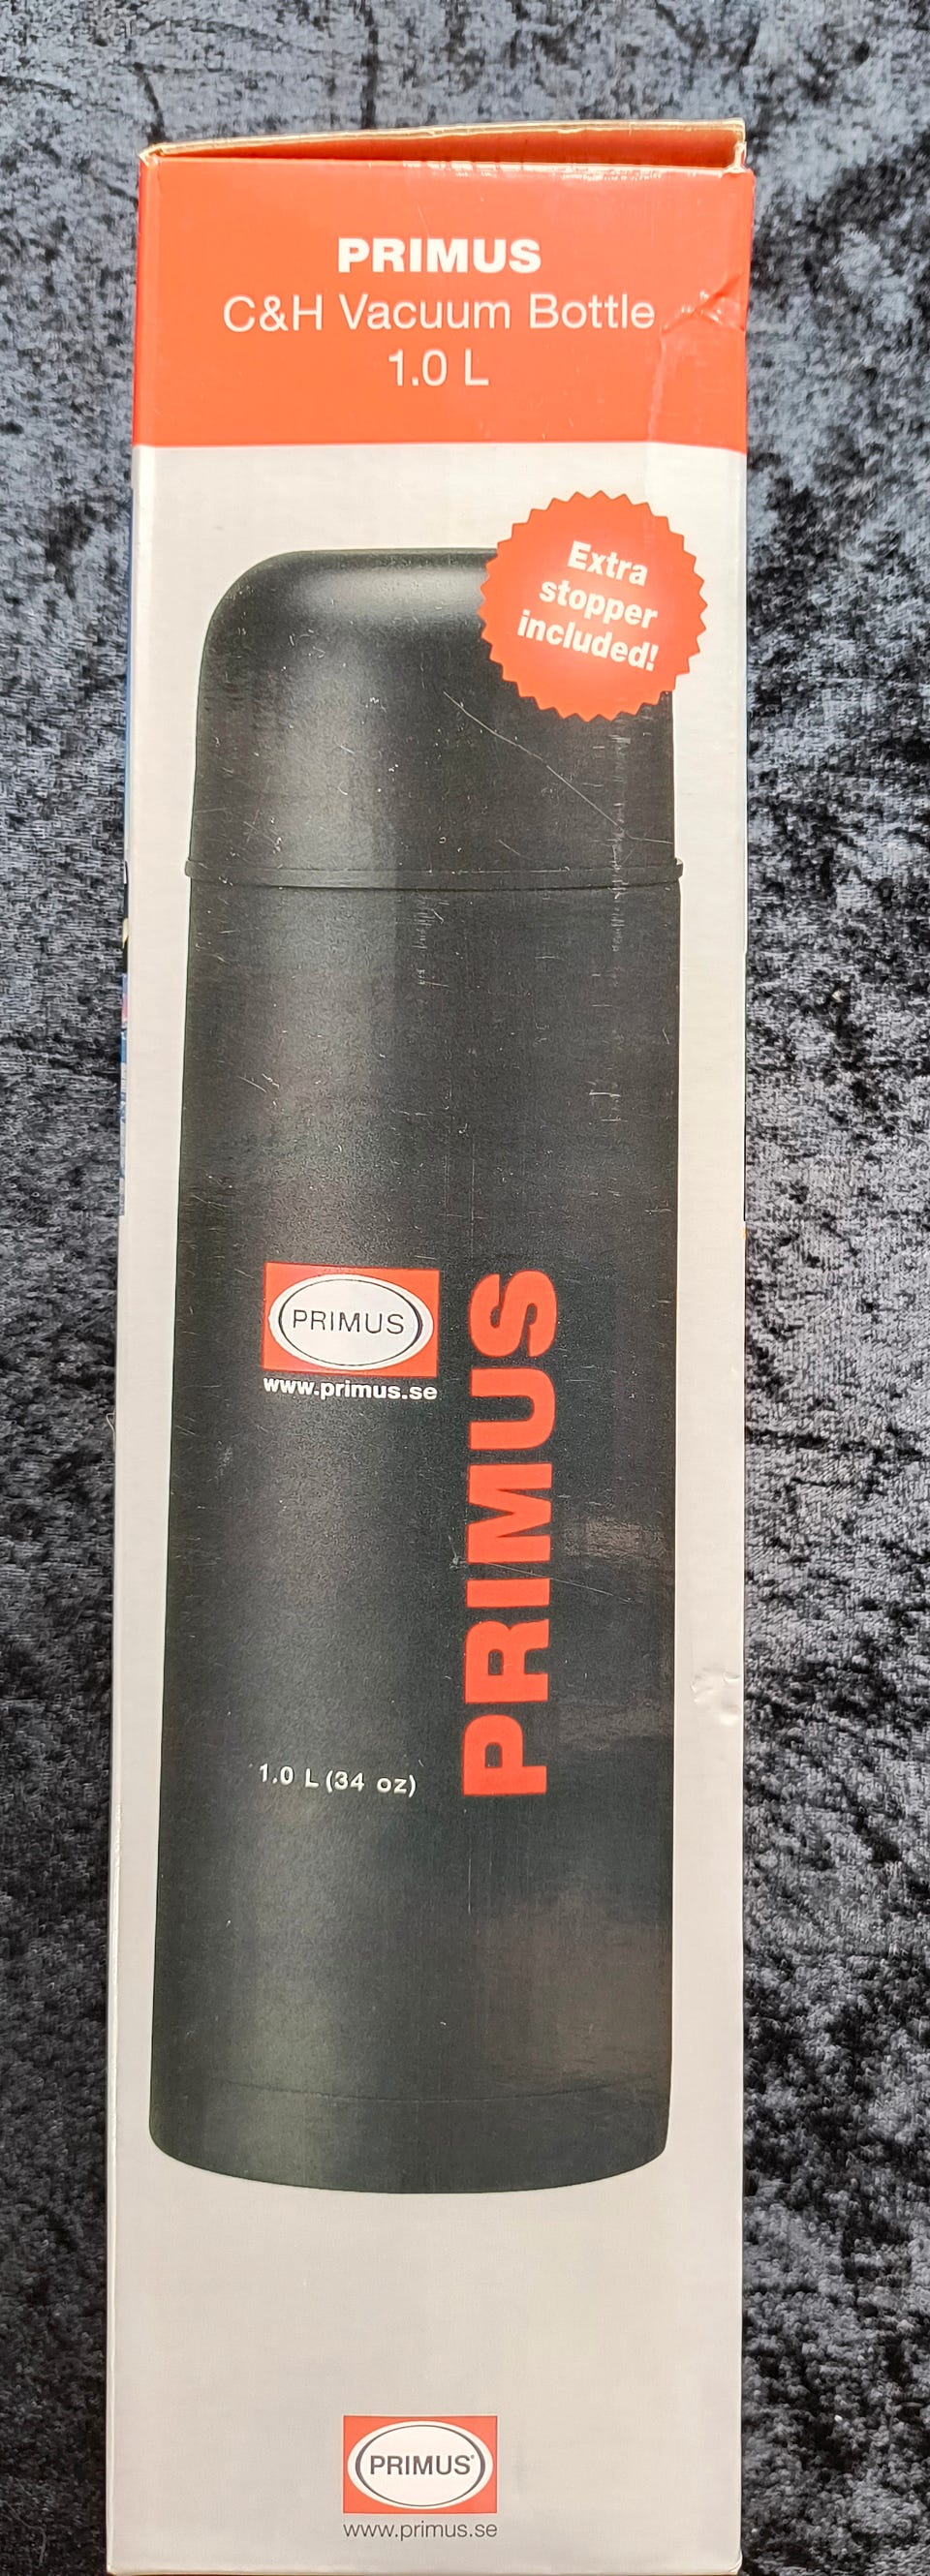 PRIMUS
C&H Vacuum Bottle
1.0 L
Extra
stopper
included!
PRIMUS
www.primus.se
PRIMUS
1.0 L (34 oz)
PRIMUS®
www.primus.se